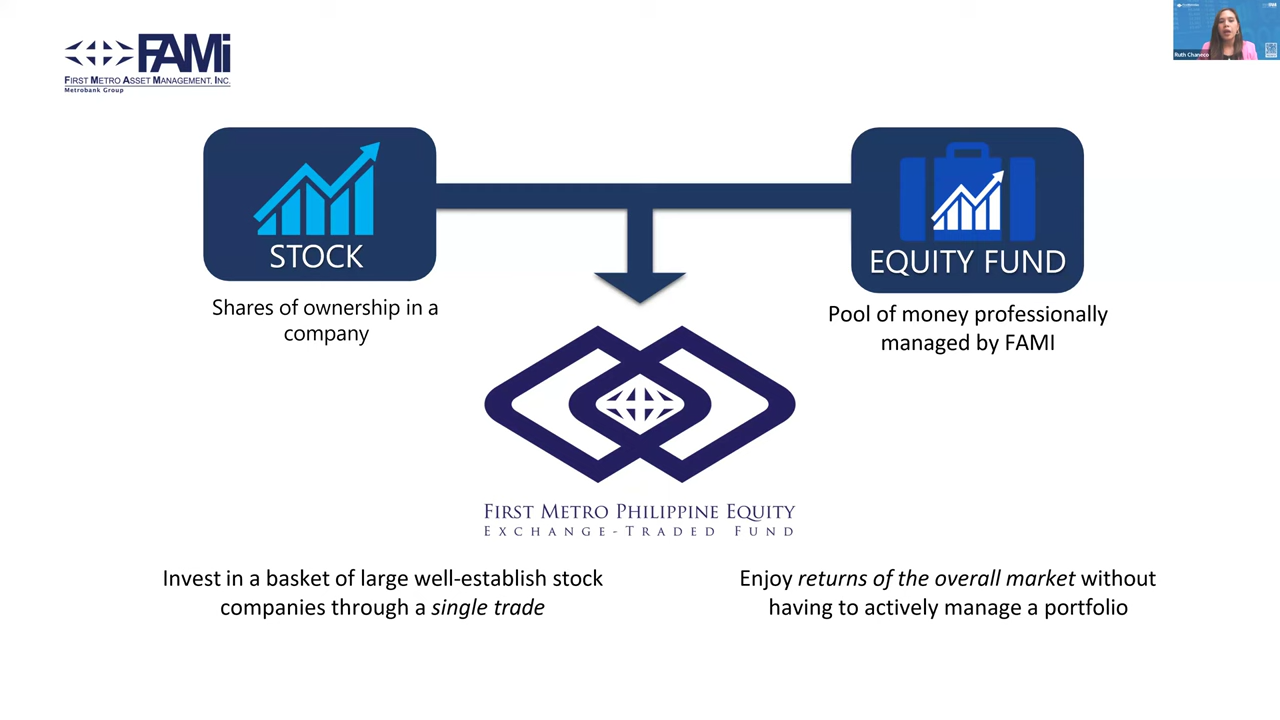 FAMi
FIRST METRO ASSET MANAGEMENT, INC.
Metrobank Group
Ruth Chaneco
STOCK
EQUITY FUND
Shares of ownership in a
company
Pool of money professionally
managed by FAMI
FIRST METRO PHILIPPINE EQUITY
EXCHANGE-TRADED FUND
Invest in a basket of large well-establish stock
companies through a single trade
Enjoy returns of the overall market without
having to actively manage a portfolio